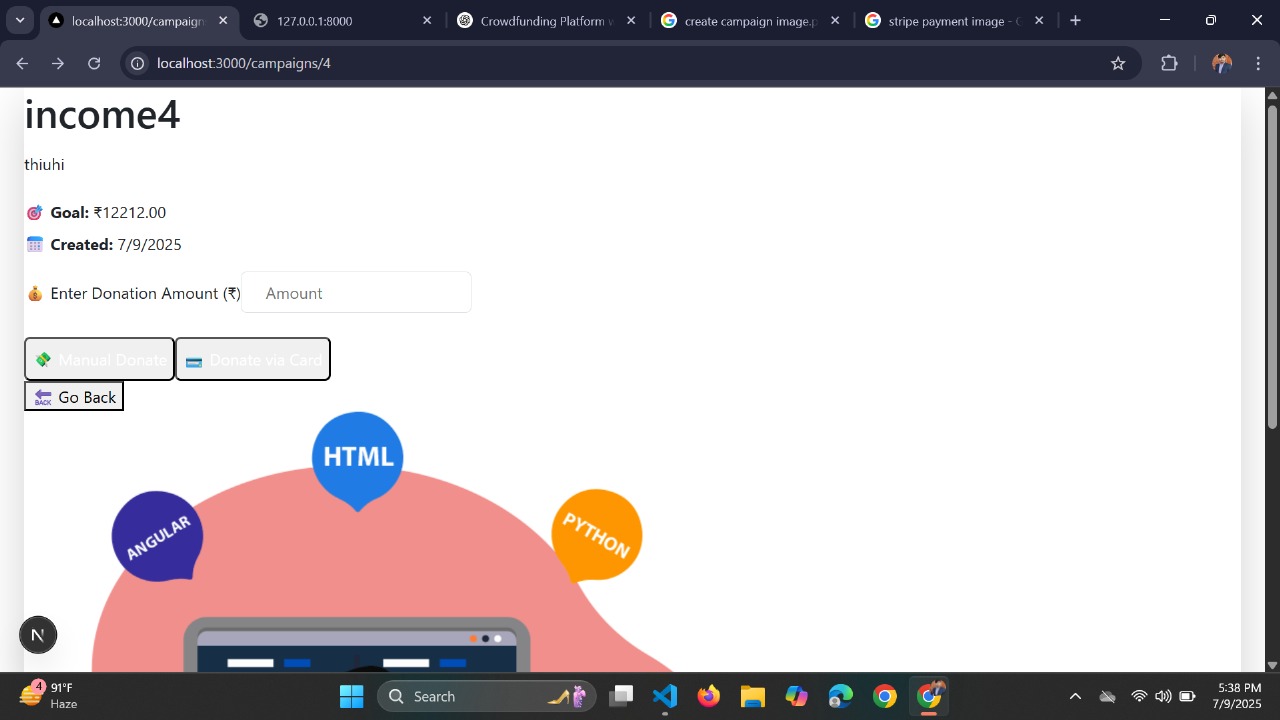 localhost:3000/campaign
127.0.0.1:8000
Crowdfunding Platform w
create campaign image.p
stripe payment image - G
localhost:3000/campaigns/4
income4
thiuhi
🎯 Goal: ₹12212.00
📅 Created: 7/9/2025
💰 Enter Donation Amount (₹) Amount
💸 Manual Donate 💳 Donate via Card
🔙 Go Back
HTML
ANGULAR
PYTHON
N
4
91°F
Haze
Search
5:38 PM
7/9/2025